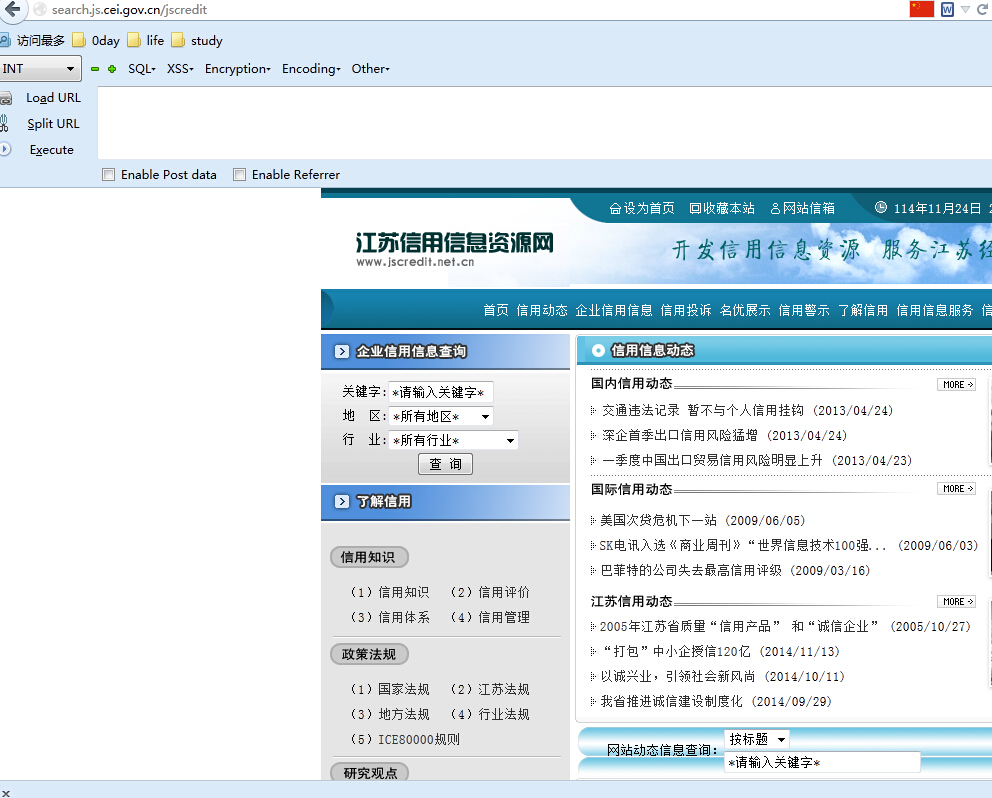 search.js.cei.gov.cn/jscredit
访问最多 0day life study
INT SQL XSS Encryption Encoding Other
Load URL
Split URL
Execute
Enable Post data Enable Referrer
设为首页 收藏本站 网站信箱 114年11月24日 2
江苏信用信息资源网
www.jscredit.net.cn
开发信用信息资源 服务江苏经
首页 信用动态 企业信用信息 信用投诉 名优展示 信用警示 了解信用 信用信息服务 信
企业信用信息查询
关键字: *请输入关键字*
地 区: *所有地区*
行 业: *所有行业*
查 询
了解信用
信用知识
(1) 信用知识 (2) 信用评价
(3) 信用体系 (4) 信用管理
政策法规
(1) 国家法规 (2) 江苏法规
(3) 地方法规 (4) 行业法规
(5) ICE80000规则
研究观点
信用信息动态
国内信用动态 MORE
交通违法记录 暂不与个人信用挂钩 (2013/04/24)
深企首季出口信用风险猛增 (2013/04/24)
一季度中国出口贸易信用风险明显上升 (2013/04/23)
国际信用动态 MORE
美国次贷危机下一站 (2009/06/05)
SK电讯入选《商业周刊》“世界信息技术100强... (2009/06/03)
巴菲特的公司失去最高信用评级 (2009/03/16)
江苏信用动态 MORE
2005年江苏省质量“信用产品” 和“诚信企业” (2005/10/27)
“打包”中小企授信120亿 (2014/11/13)
以诚兴业，引领社会新风尚 (2014/10/11)
我省推进诚信建设制度化 (2014/09/29)
网站动态信息查询: 按标题
*请输入关键字*